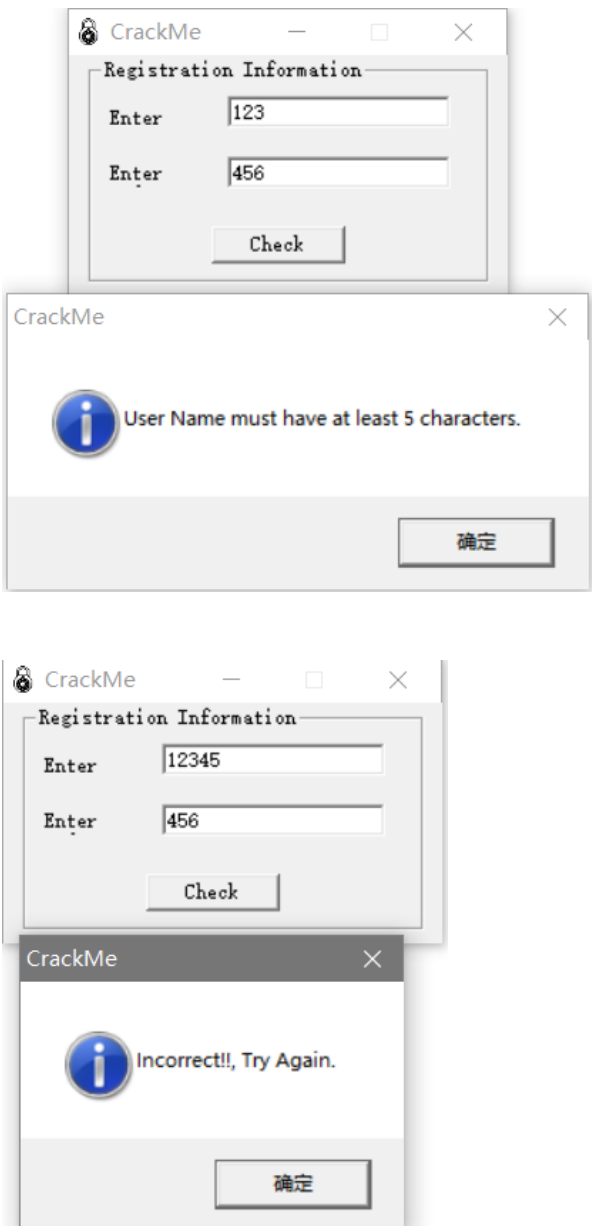 CrackMe
Registration Information
Enter
123
Enter
456
Check
CrackMe
User Name must have at least 5 characters.
确定
CrackMe
Registration Information
Enter
12345
Enter
456
Check
CrackMe
Incorrect!!, Try Again.
确定